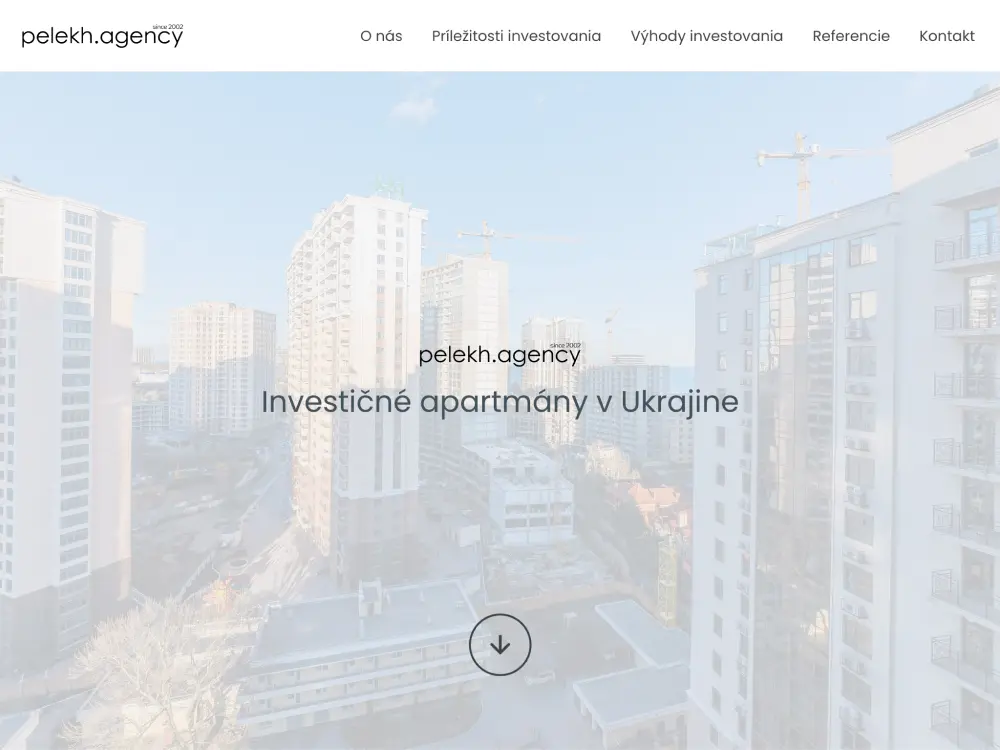 since 2002
pelekh.agency
O nás Príležitosti investovania Výhody investovania Referencie Kontakt
since 2002
pelekh.agency
Investičné apartmány v Ukrajine